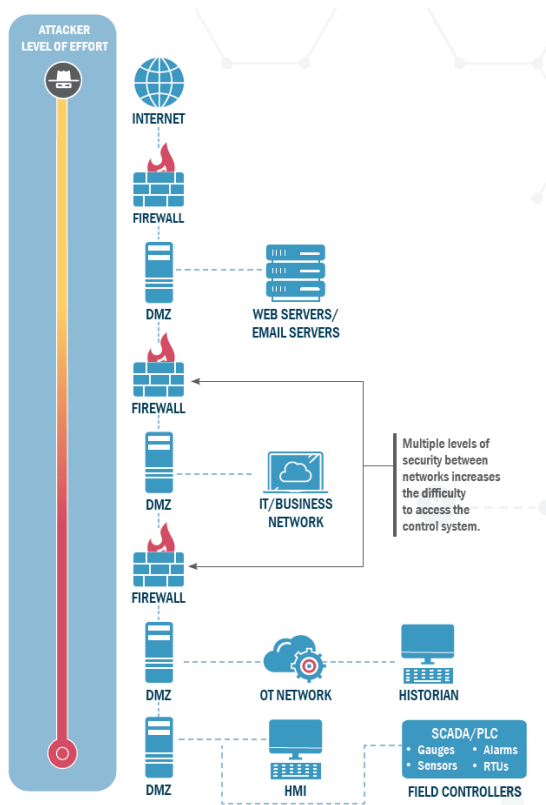 ATTACKER
LEVEL OF EFFORT
INTERNET
FIREWALL
DMZ
WEB SERVERS/
EMAIL SERVERS
FIREWALL
Multiple levels of
security between
networks increases
the difficulty
to access the
control system.
DMZ
IT/BUSINESS
NETWORK
FIREWALL
DMZ
OT NETWORK
HISTORIAN
DMZ
HMI
SCADA/PLC
• Gauges • Alarms
• Sensors • RTUs
FIELD CONTROLLERS